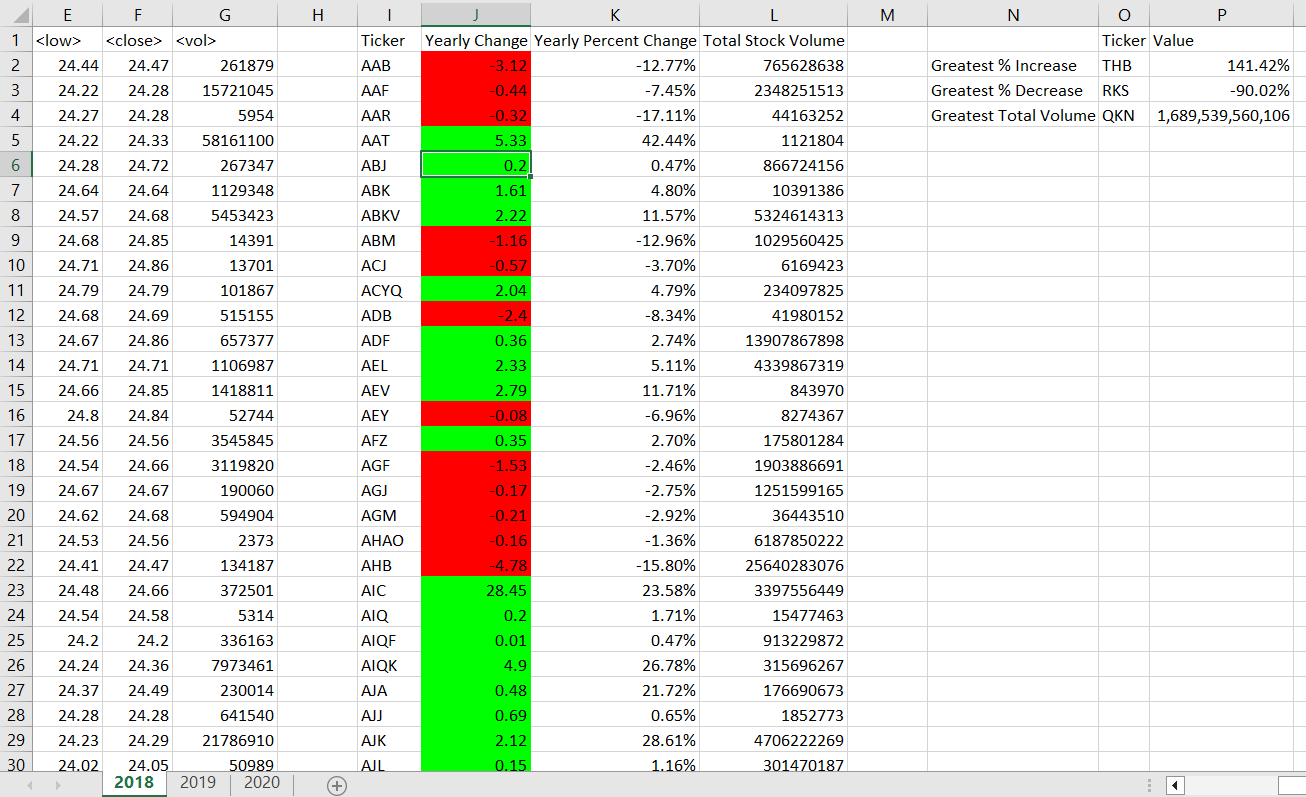 E F G H I J K L M N O P
1 <low> <close> <vol> Ticker Yearly Change Yearly Percent Change Total Stock Volume Ticker Value
2 24.44 24.47 261879 AAB -3.12 -12.77% 765628638 Greatest % Increase THB 141.42%
3 24.22 24.28 15721045 AAF -0.44 -7.45% 2348251513 Greatest % Decrease RKS -90.02%
4 24.27 24.28 5954 AAR -0.32 -17.11% 44163252 Greatest Total Volume QKN 1,689,539,560,106
5 24.22 24.33 58161100 AAT 5.33 42.44% 1121804
6 24.28 24.72 267347 ABJ 0.2 0.47% 866724156
7 24.64 24.64 1129348 ABK 1.61 4.80% 10391386
8 24.57 24.68 5453423 ABKV 2.22 11.57% 5324614313
9 24.68 24.85 14391 ABM -1.16 -12.96% 1029560425
10 24.71 24.86 13701 ACJ -0.57 -3.70% 6169423
11 24.79 24.79 101867 ACYQ 2.04 4.79% 234097825
12 24.68 24.69 515155 ADB -2.4 -8.34% 41980152
13 24.67 24.86 657377 ADF 0.36 2.74% 13907867898
14 24.71 24.71 1106987 AEL 2.33 5.11% 4339867319
15 24.66 24.85 1418811 AEV 2.79 11.71% 843970
16 24.8 24.84 52744 AEY -0.08 -6.96% 8274367
17 24.56 24.56 3545845 AFZ 0.35 2.70% 175801284
18 24.54 24.66 3119820 AGF -1.53 -2.46% 1903886691
19 24.67 24.67 190060 AGJ -0.17 -2.75% 1251599165
20 24.62 24.68 594904 AGM -0.21 -2.92% 36443510
21 24.53 24.56 2373 AHAO -0.16 -1.36% 6187850222
22 24.41 24.47 134187 AHB -4.78 -15.80% 25640283076
23 24.48 24.66 372501 AIC 28.45 23.58% 3397556449
24 24.54 24.58 5314 AIQ 0.2 1.71% 15477463
25 24.2 24.2 336163 AIQF 0.01 0.47% 913229872
26 24.24 24.36 7973461 AIQK 4.9 26.78% 315696267
27 24.37 24.49 230014 AJA 0.48 21.72% 176690673
28 24.28 24.28 641540 AJJ 0.69 0.65% 1852773
29 24.23 24.29 21786910 AJK 2.12 28.61% 4706222269
30 24.02 24.05 50989 AJL 0.15 1.16% 301470187
2018 2019 2020